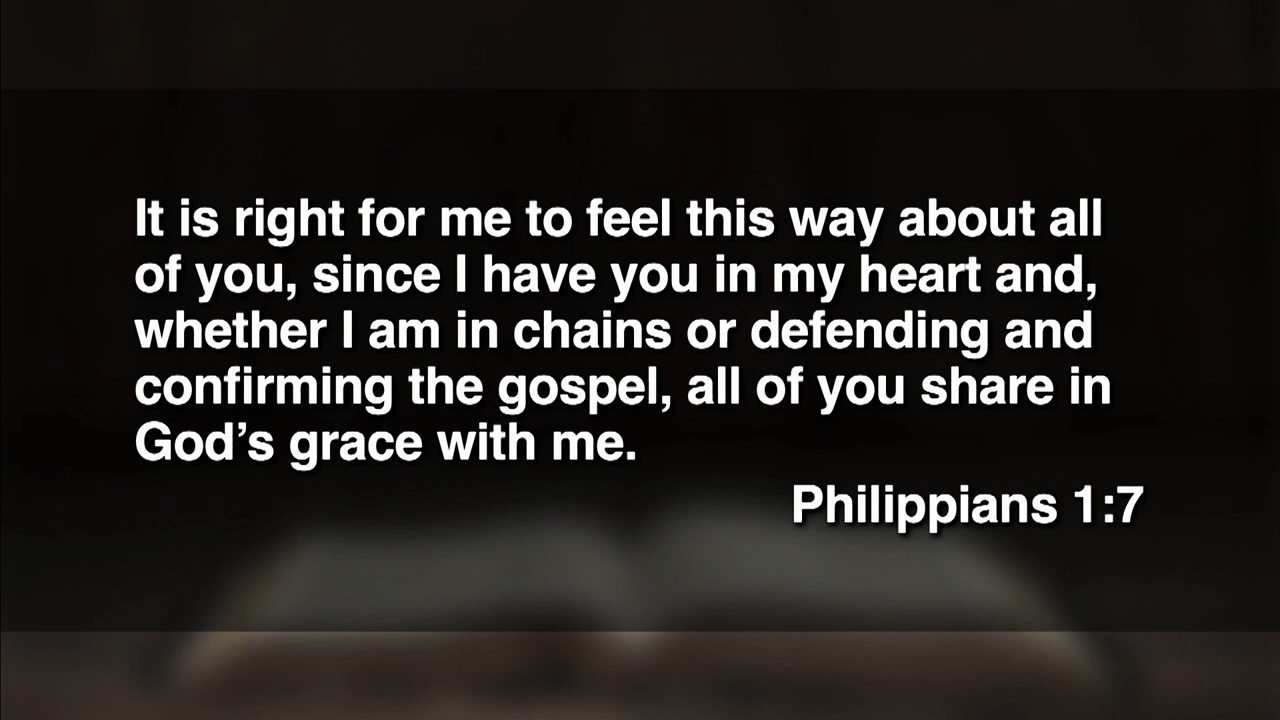 It is right for me to feel this way about all
of you, since I have you in my heart and,
whether I am in chains or defending and
confirming the gospel, all of you share in
God’s grace with me.
Philippians 1:7